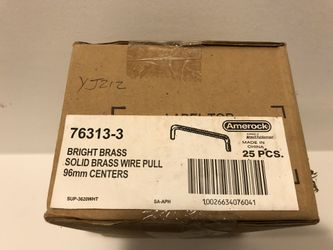 YJ212
76313-3
Amerock
MADE IN
CHINA
25 PCS.
BRIGHT BRASS
SOLID BRASS WIRE PULL
96mm CENTERS
SUP-3620WHT
SA-APH
10026634076041